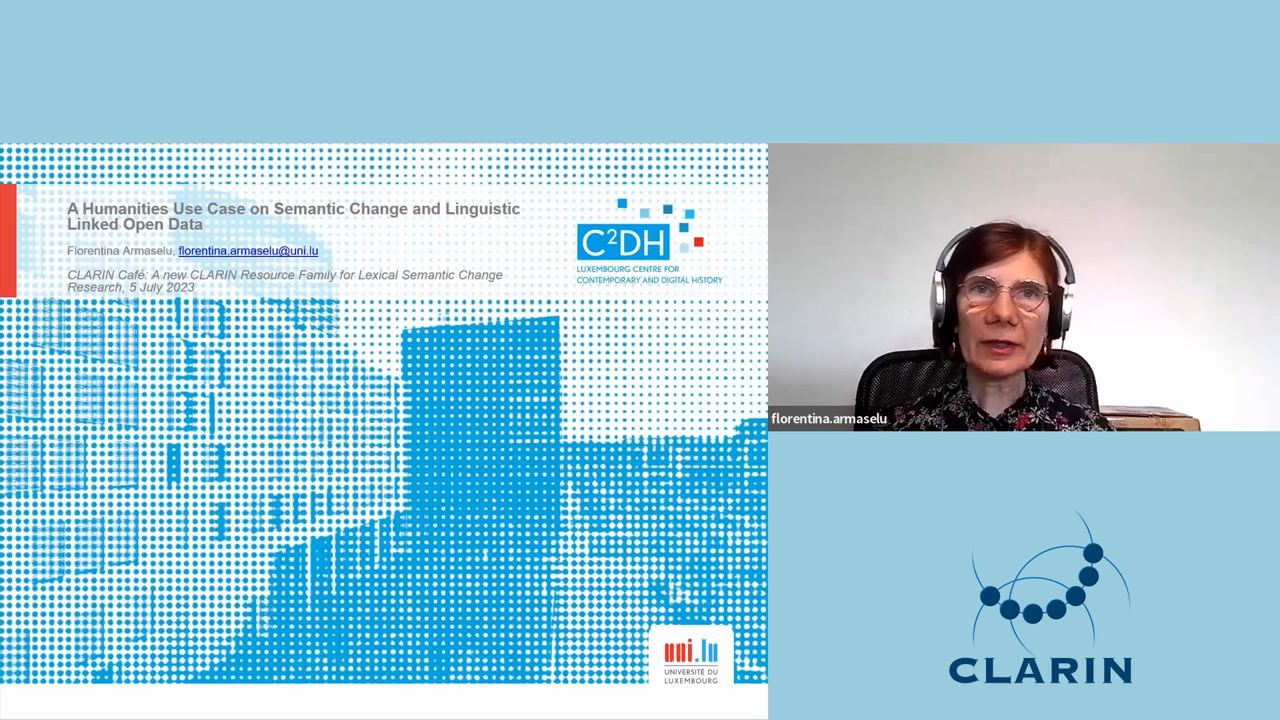 A Humanities Use Case on Semantic Change and Linguistic
Linked Open Data
Florentina Armaselu, florentina.armaselu@uni.lu
CLARIN Café: A new CLARIN Resource Family for Lexical Semantic Change
Research, 5 July 2023
C²DH
LUXEMBOURG CENTRE FOR
CONTEMPORARY AND DIGITAL HISTORY
uni.lu
UNIVERSITÉ DU
LUXEMBOURG
florentina.armaselu
CLARIN